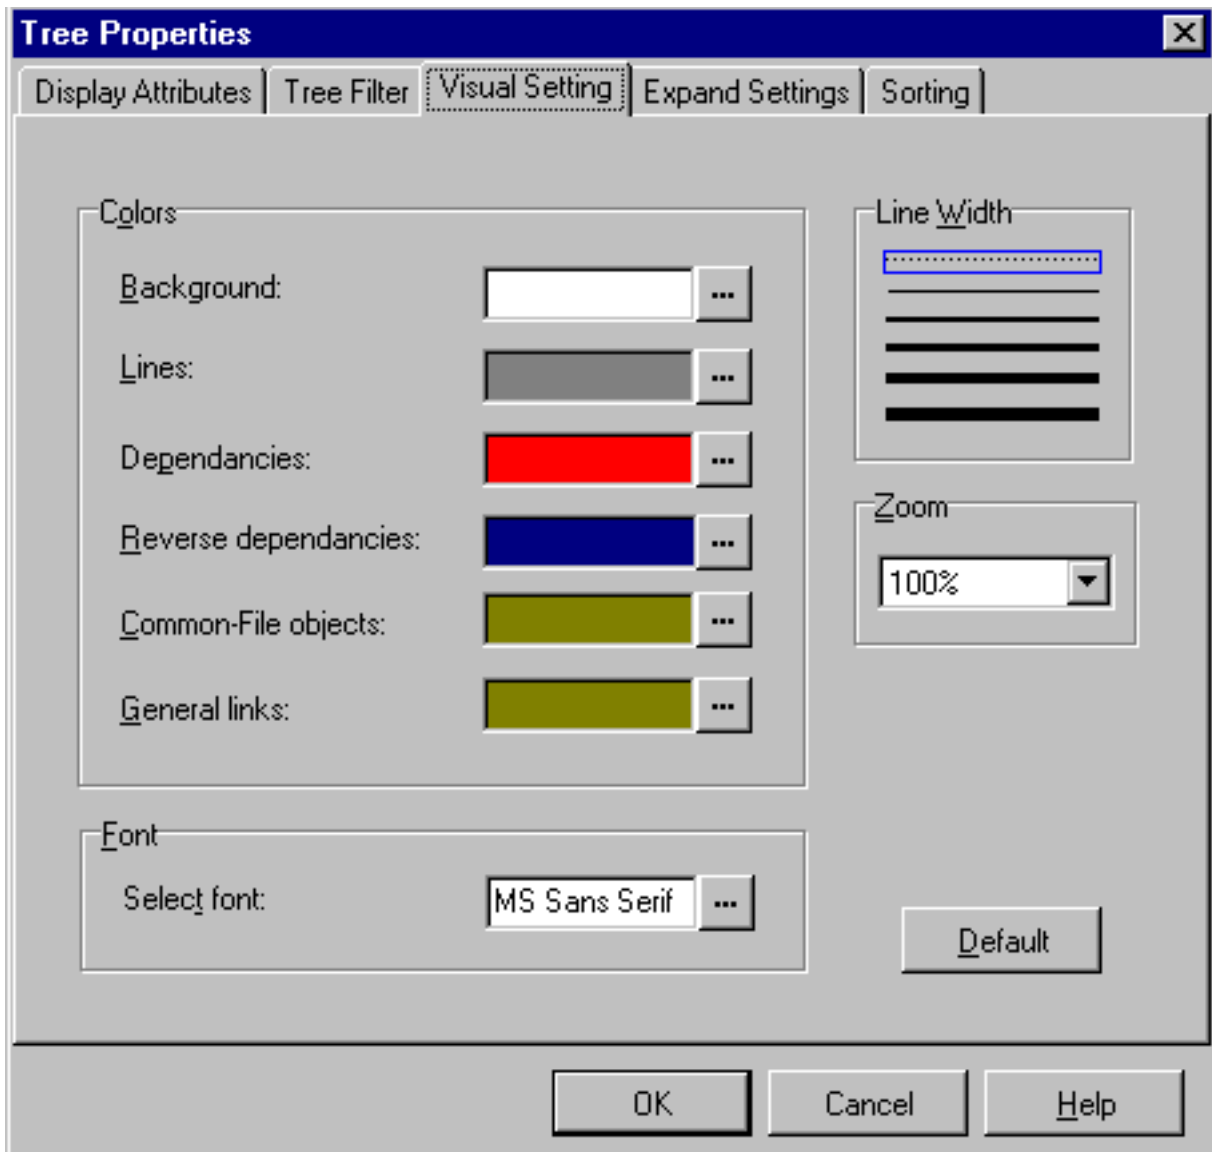 Tree Properties
Display Attributes Tree Filter Visual Setting Expand Settings Sorting
Colors
Background: ...
Lines: ...
Dependancies: ...
Reverse dependancies: ...
Common-File objects: ...
General links: ...
Line Width
Zoom
100%
Font
Select font: MS Sans Serif ...
Default
OK Cancel Help